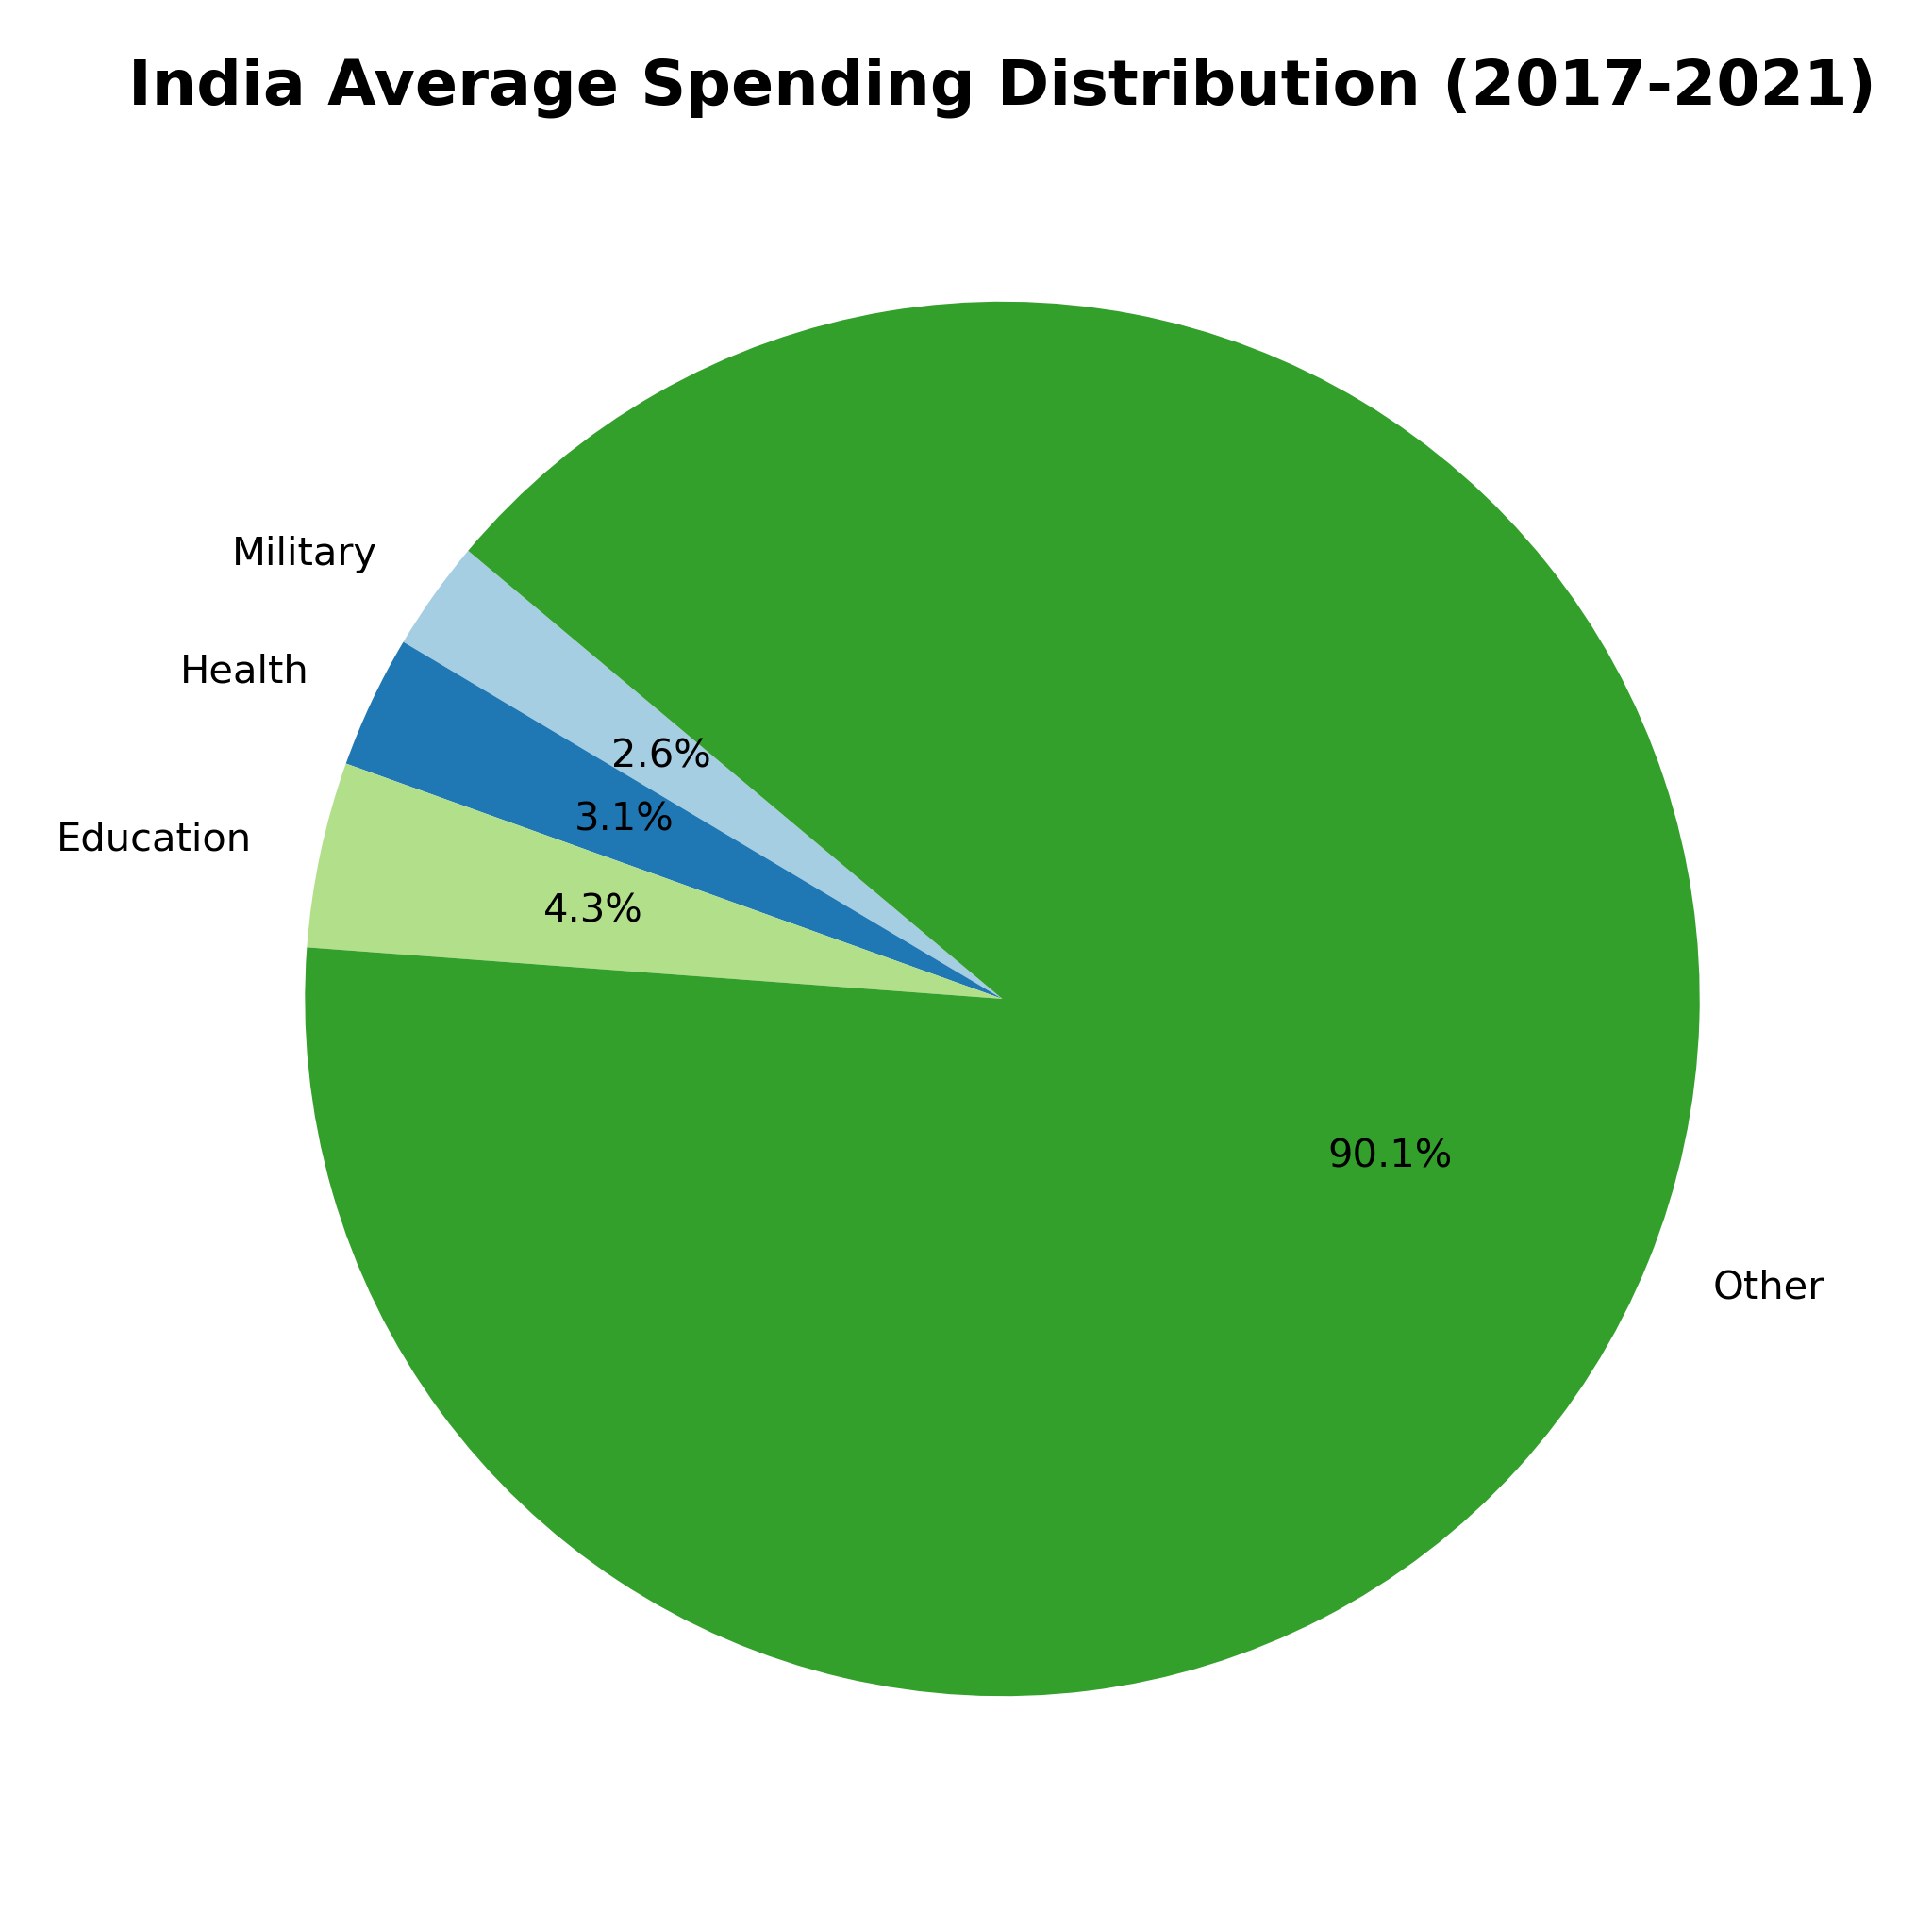 India Average Spending Distribution (2017-2021)
Military
Health
2.6%
3.1%
Education
4.3%
90.1%
Other